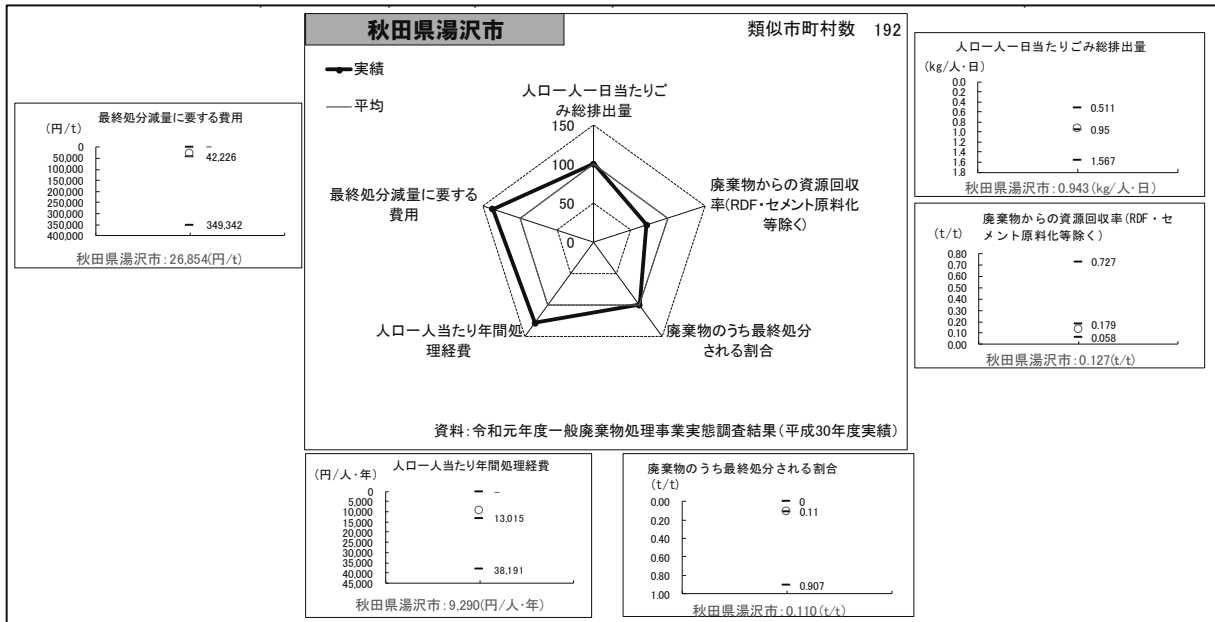 秋田県湯沢市
類似市町村数 192
実績
平均
人口一人一日当たりご
み総排出量
150
100
50
0
廃棄物からの資源回収
率(RDF・セメント原料化
等除く)
廃棄物のうち最終処分
される割合
人口一人当たり年間処
理経費
最終処分減量に要する
費用
資料:令和元年度一般廃棄物処理事業実態調査結果(平成30年度実績)
最終処分減量に要する費用
(円/t)
0
50,000
100,000
150,000
200,000
250,000
300,000
350,000
400,000
–
42,226
349,342
秋田県湯沢市:26,854(円/t)
人口一人一日当たりごみ総排出量
(kg/人・日)
0.0
0.2
0.4
0.6
0.8
1.0
1.2
1.4
1.6
1.8
0.511
0.95
1.567
秋田県湯沢市:0.943(kg/人・日)
廃棄物からの資源回収率(RDF・セ
メント原料化等除く)
(t/t)
0.80
0.70
0.60
0.50
0.40
0.30
0.20
0.10
0.00
0.727
0.179
0.058
秋田県湯沢市:0.127(t/t)
人口一人当たり年間処理経費
(円/人・年)
0
5,000
10,000
15,000
20,000
25,000
30,000
35,000
40,000
45,000
–
13,015
38,191
秋田県湯沢市:9,290(円/人・年)
廃棄物のうち最終処分される割合
(t/t)
0.00
0.20
0.40
0.60
0.80
1.00
0
0.11
0.907
秋田県湯沢市:0.110(t/t)